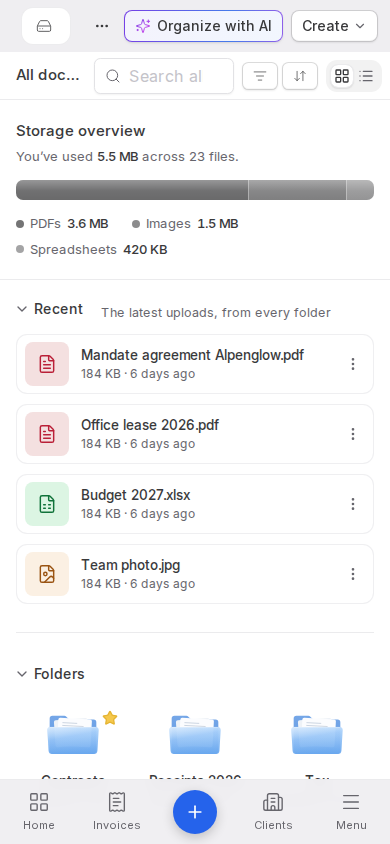 Organize with AI
Create
All doc...
Search al
Storage overview
You've used 5.5 MB across 23 files.
PDFs 3.6 MB
Images 1.5 MB
Spreadsheets 420 KB
Recent
The latest uploads, from every folder
Mandate agreement Alpenglow.pdf
184 KB · 6 days ago
Office lease 2026.pdf
184 KB · 6 days ago
Budget 2027.xlsx
184 KB · 6 days ago
Team photo.jpg
184 KB · 6 days ago
Folders
Contracts
Receipts 2026
Tax
Home
Invoices
Clients
Menu